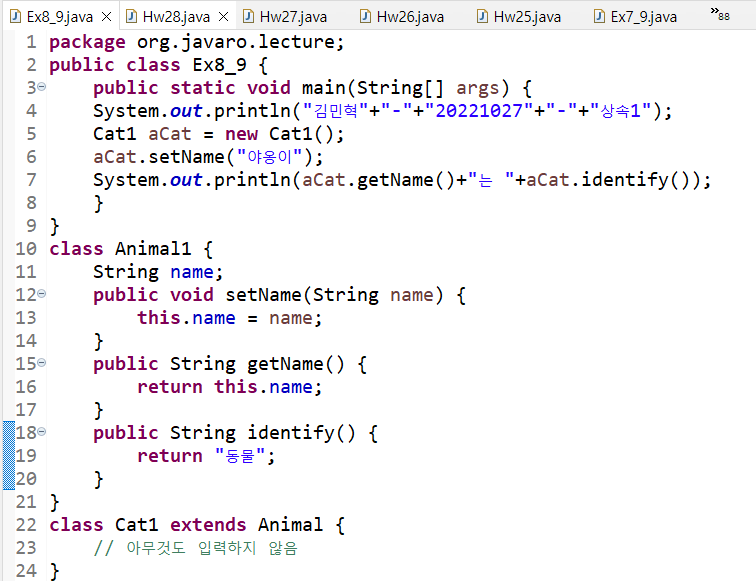 Ex8_9.java Hw28.java Hw27.java Hw26.java Hw25.java Ex7_9.java »88
1 package org.javaro.lecture;
2 public class Ex8_9 {
3 public static void main(String[] args) {
4 System.out.println("김민혁"+"-"+"20221027"+"-"+"상속1");
5 Cat1 aCat = new Cat1();
6 aCat.setName("야옹이");
7 System.out.println(aCat.getName()+"는 "+aCat.identify());
8 }
9 }
10 class Animal1 {
11 String name;
12 public void setName(String name) {
13 this.name = name;
14 }
15 public String getName() {
16 return this.name;
17 }
18 public String identify() {
19 return "동물";
20 }
21 }
22 class Cat1 extends Animal {
23 // 아무것도 입력하지 않음
24 }